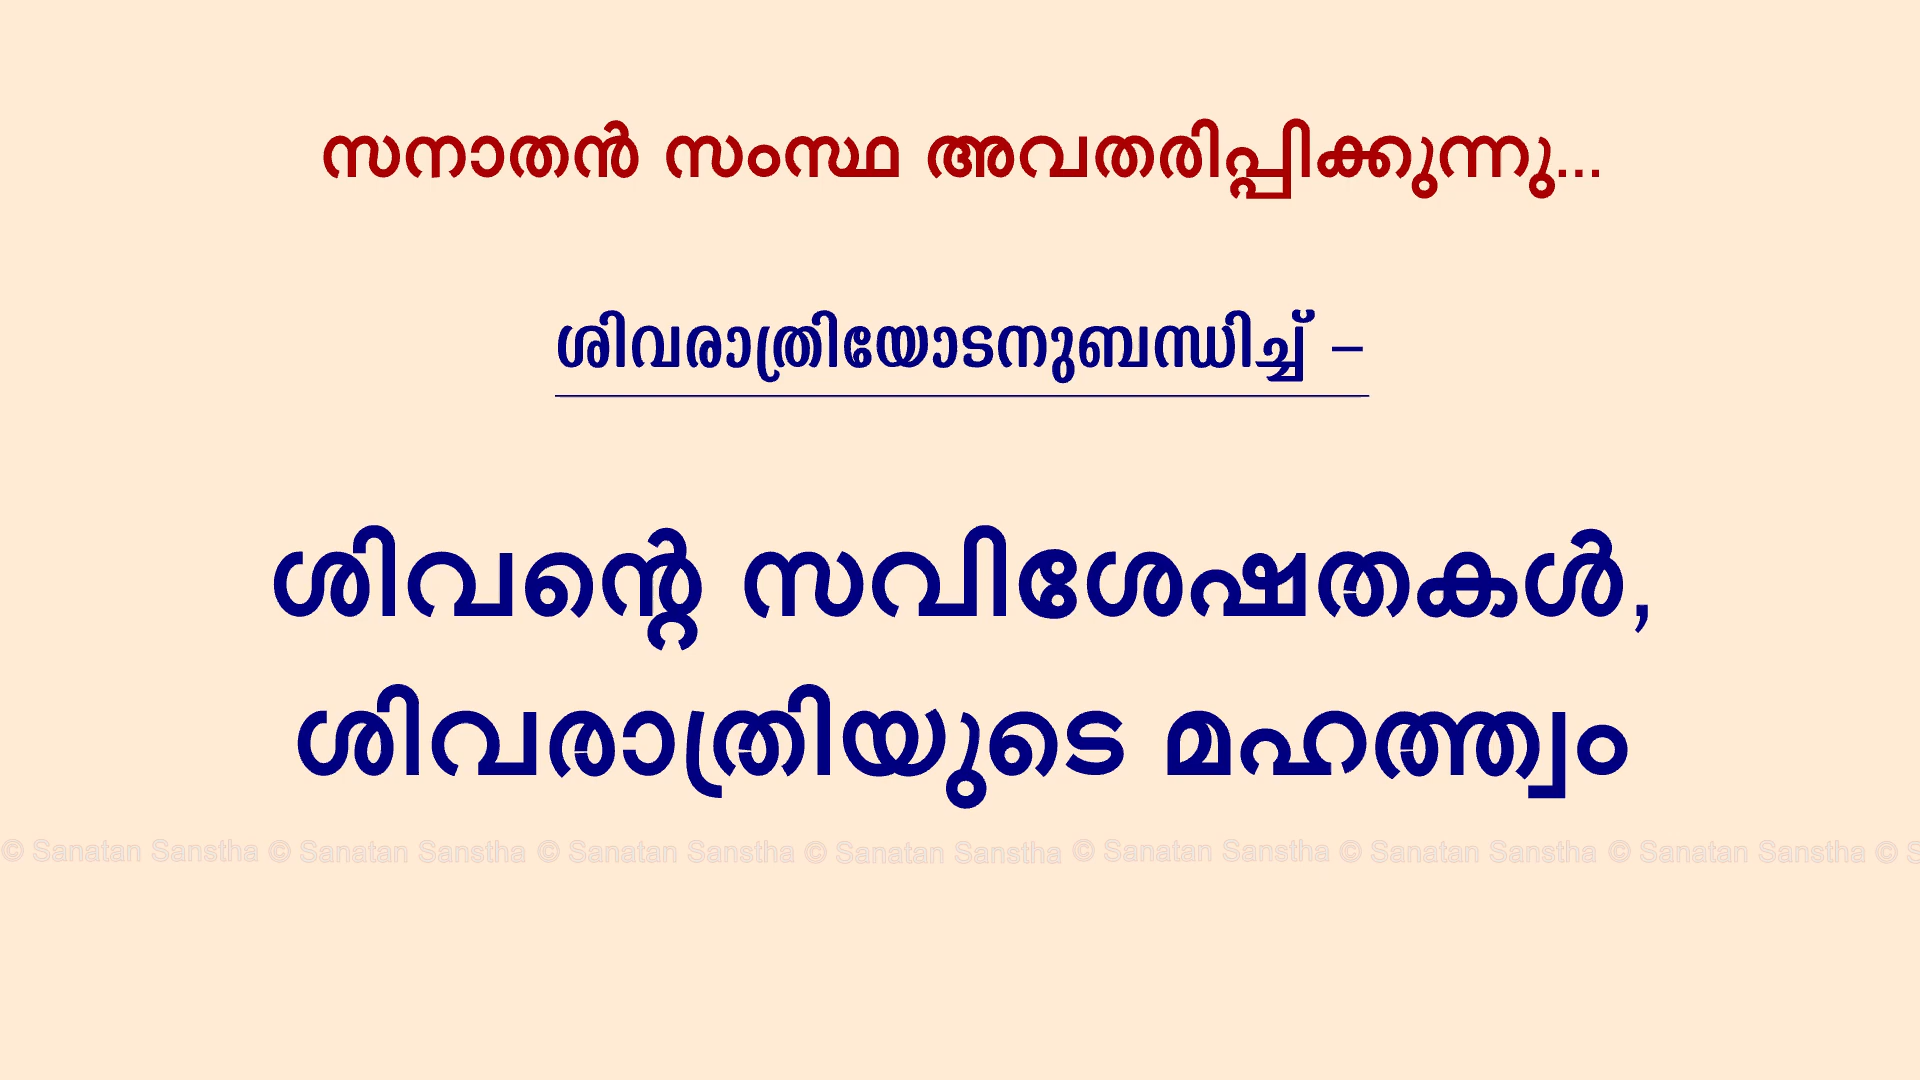 സനാതൻ സംസ്ഥ അവതരിപ്പിക്കുന്നു...
ശിവരാത്രിയോടനുബന്ധിച്ച് –
ശിവന്റെ സവിശേഷതകൾ,
ശിവരാത്രിയുടെ മഹത്ത്വം
© Sanatan Sanstha © Sanatan Sanstha © Sanatan Sanstha © Sanatan Sanstha © Sanatan Sanstha © Sanatan Sanstha © Sanatan Sanstha © S